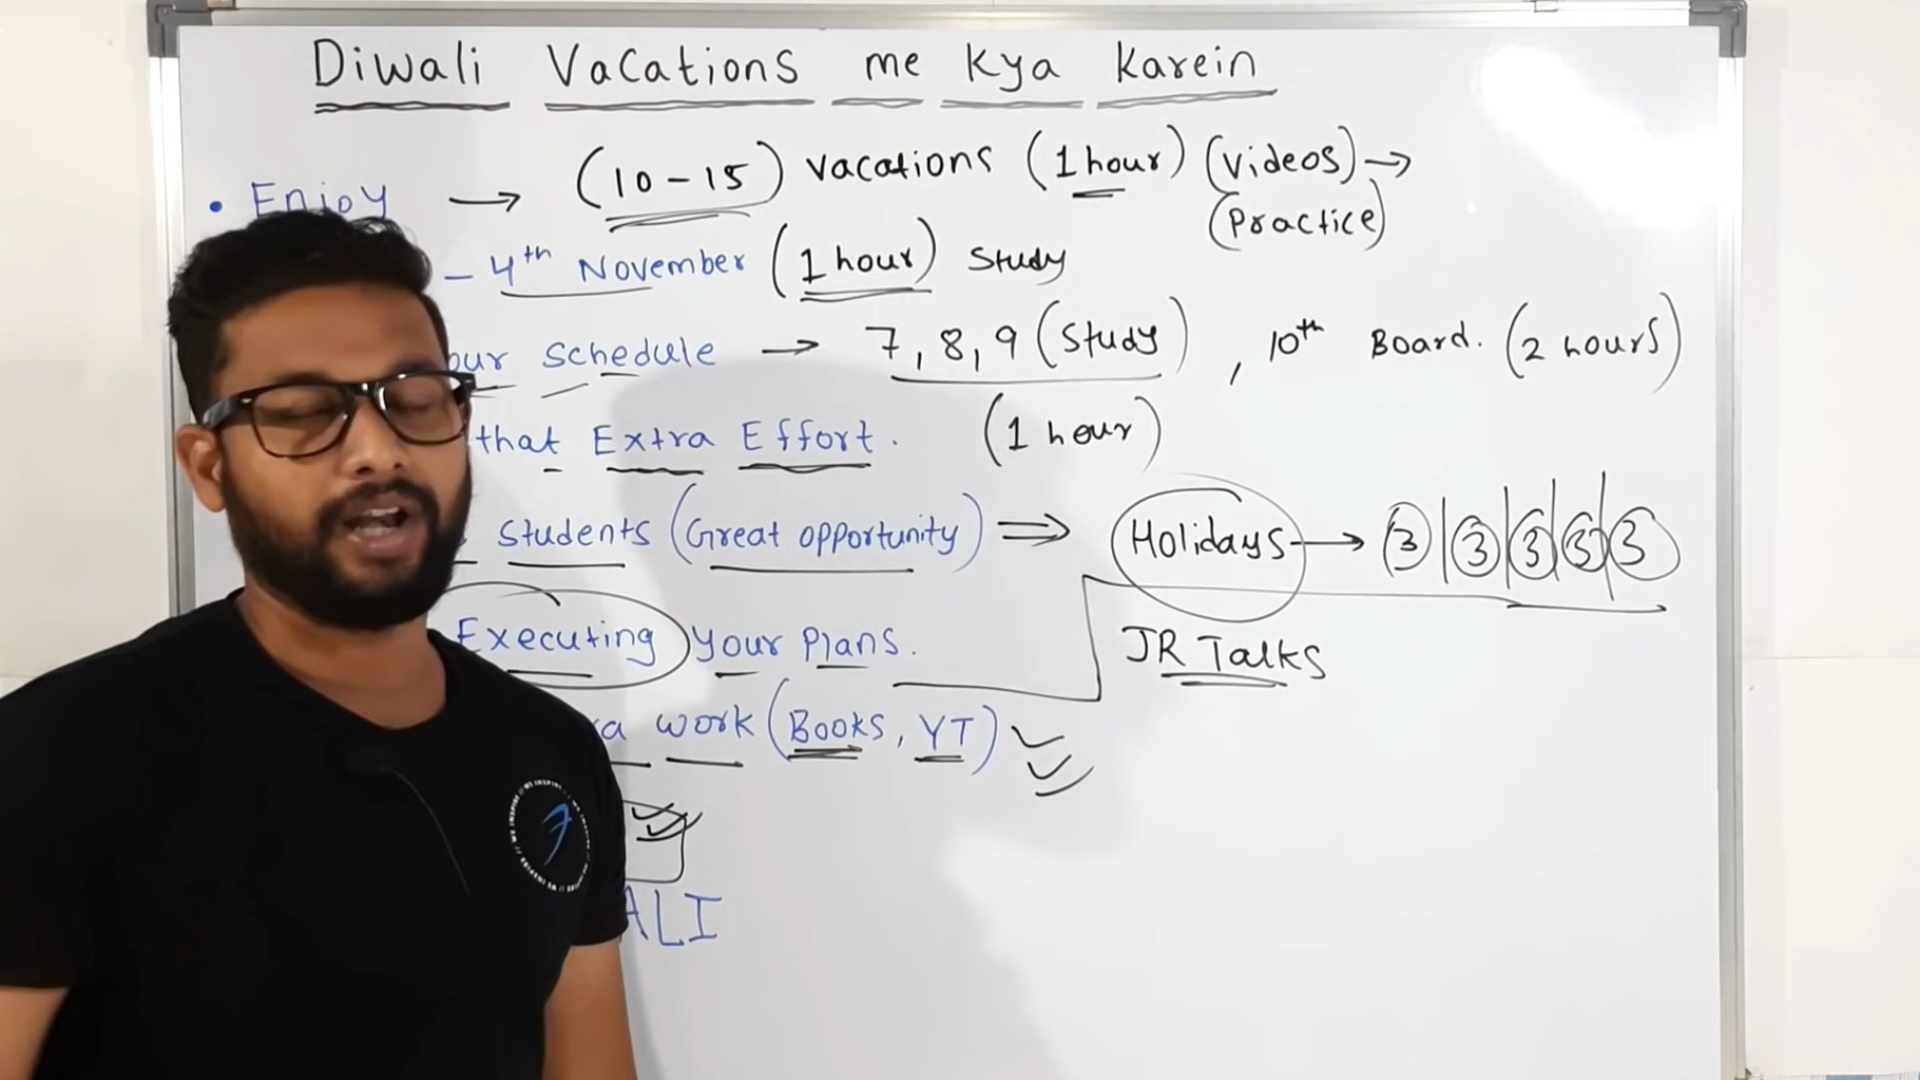 Diwali Vacations me kya karein
• Enjoy → (10-15) vacations (1 hour) (Videos) →
(Practice)
- 4th November (1 hour) Study
our Schedule → 7, 8, 9 (Study) , 10th Board. (2 hours)
that Extra Effort. (1 hour)
Students (Great opportunity) ⇒ Holidays → 3 | 3 | 3 | 3 | 3
Executing your Plans.
JR Talks
work (Books, YT) ✓✓
ALI